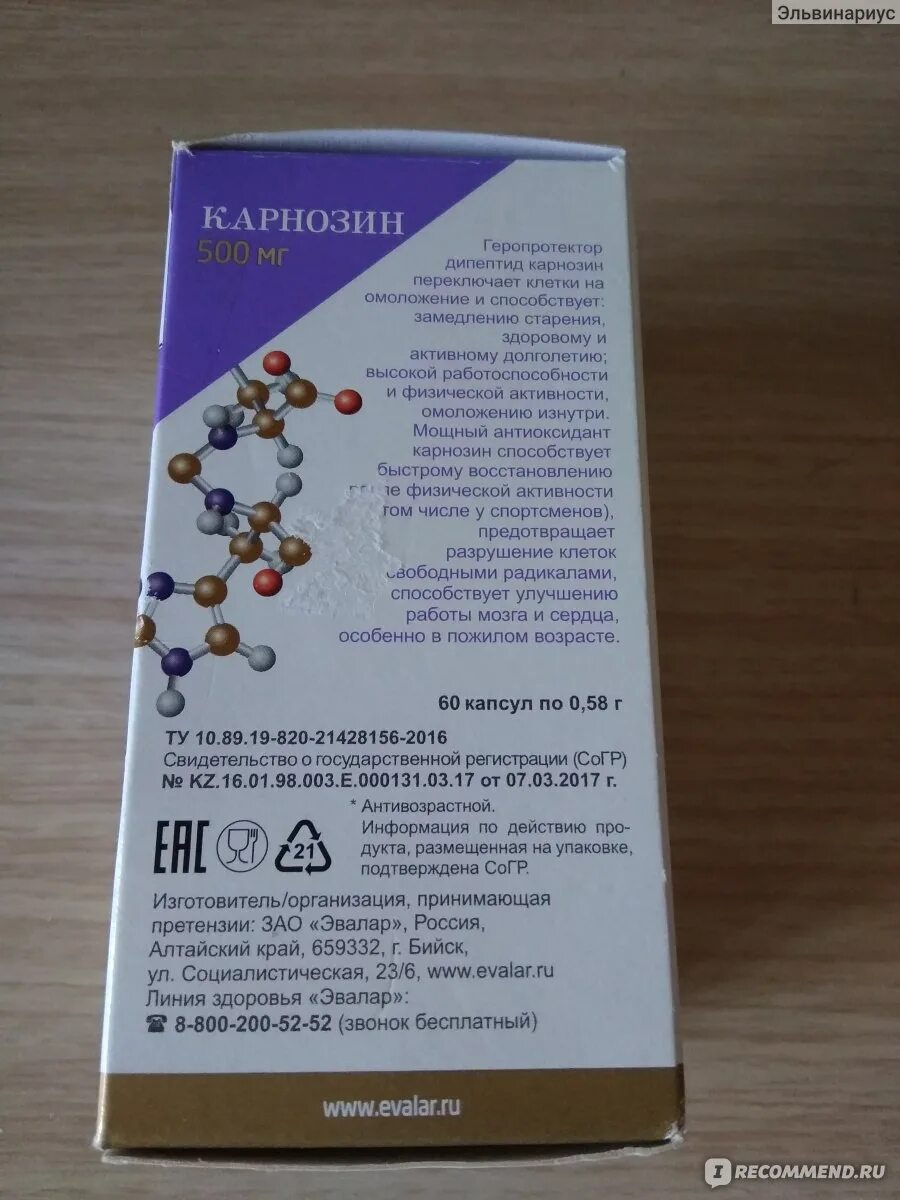 Эльвинариус
КАРНОЗИН
500 мг
Геропротектор
дипептид карнозин
переключает клетки на
омоложение и способствует:
замедлению старения,
здоровому и
активному долголетию;
высокой работоспособности
и физической активности,
омоложению изнутри.
Мощный антиоксидант
карнозин способствует
быстрому восстановлению
физической активности
том числе у спортсменов),
предотвращает
разрушение клеток
свободными радикалами,
способствует улучшению
работы мозга и сердца,
особенно в пожилом возрасте.
60 капсул по 0,58 г
ТУ 10.89.19-820-21428156-2016
Свидетельство о государственной регистрации (СоГР)
№ KZ.16.01.98.003.E.000131.03.17 от 07.03.2017 г.
* Антивозрастной.
Информация по действию про-
дукта, размещенная на упаковке,
подтверждена СоГР.
ЕАС
21
Изготовитель/организация, принимающая
претензии: ЗАО «Эвалар», Россия,
Алтайский край, 659332, г. Бийск,
ул. Социалистическая, 23/6, www.evalar.ru
Линия здоровья «Эвалар»:
☎ 8-800-200-52-52 (звонок бесплатный)
www.evalar.ru
IRECOMMEND.RU